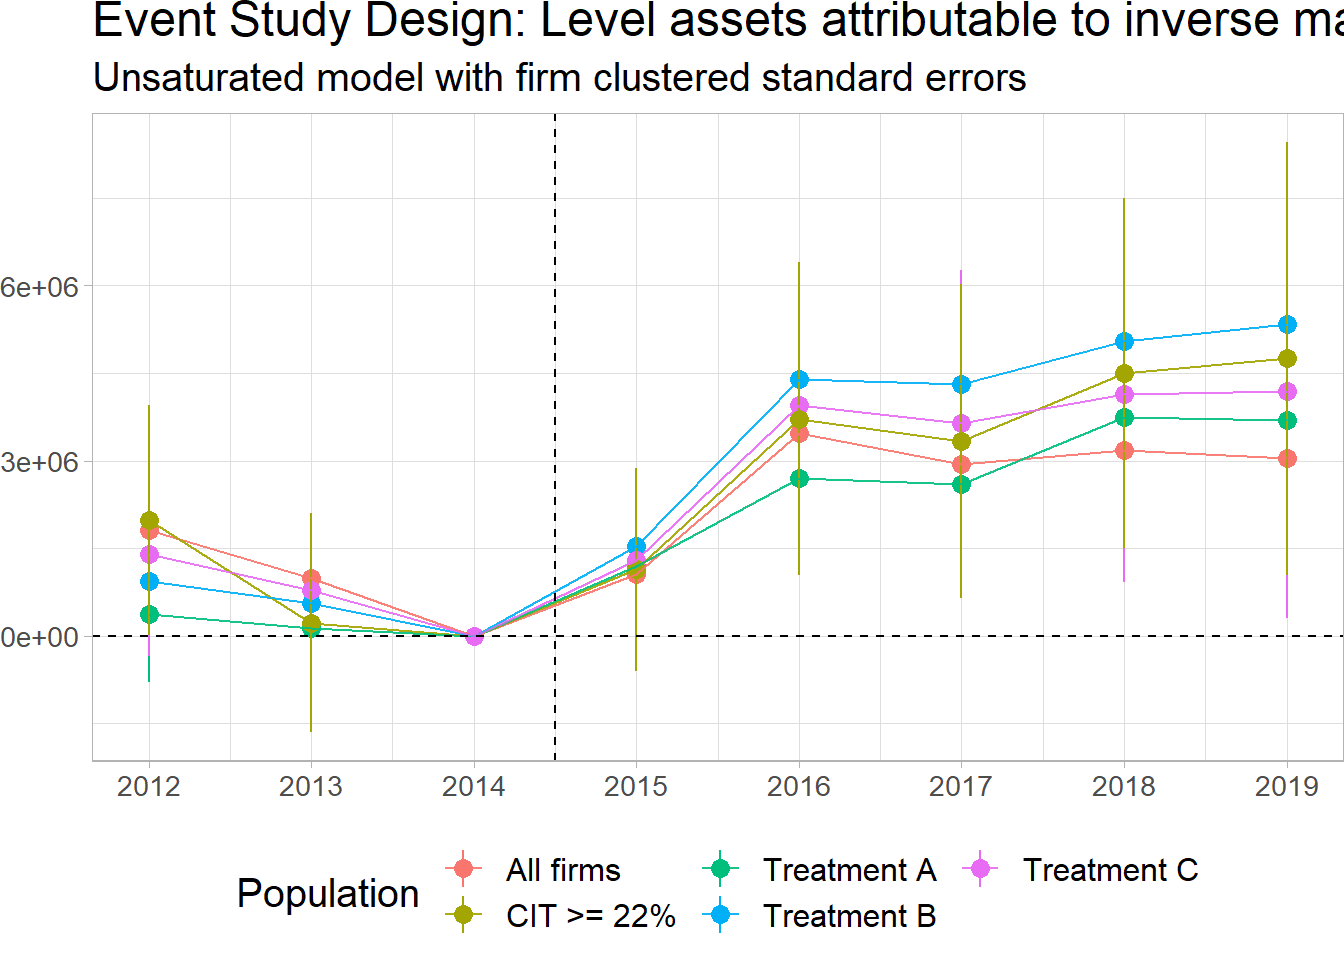 Event Study Design: Level assets attributable to inverse
Unsaturated model with firm clustered standard errors
6e+06
3e+06
0e+00
2012 2013 2014 2015 2016 2017 2018 2019
Population
All firms Treatment A Treatment C
CIT >= 22% Treatment B